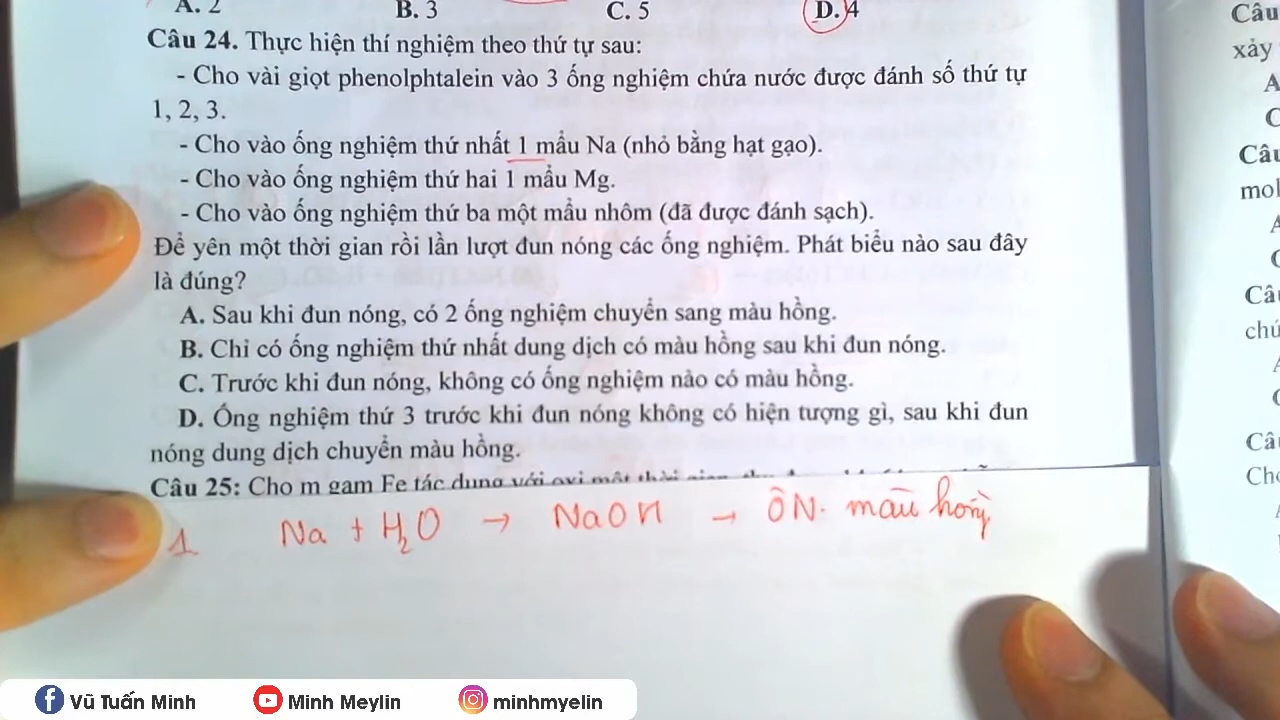 A. 2 B. 3 C. 5 D. 4
Câu 24. Thực hiện thí nghiệm theo thứ tự sau:
- Cho vài giọt phenolphtalein vào 3 ống nghiệm chứa nước được đánh số thứ tự
1, 2, 3.
- Cho vào ống nghiệm thứ nhất 1 mẩu Na (nhỏ bằng hạt gạo).
- Cho vào ống nghiệm thứ hai 1 mẩu Mg.
- Cho vào ống nghiệm thứ ba một mẩu nhôm (đã được đánh sạch).
Để yên một thời gian rồi lần lượt đun nóng các ống nghiệm. Phát biểu nào sau đây
là đúng?
A. Sau khi đun nóng, có 2 ống nghiệm chuyển sang màu hồng.
B. Chỉ có ống nghiệm thứ nhất dung dịch có màu hồng sau khi đun nóng.
C. Trước khi đun nóng, không có ống nghiệm nào có màu hồng.
D. Ống nghiệm thứ 3 trước khi đun nóng không có hiện tượng gì, sau khi đun
nóng dung dịch chuyển màu hồng.
Câu 25: Cho m gam Fe tác dụng với oxi một thời gian
1 Na + H₂O → NaOH → ÔN. màu hồng
Câu
xảy
A
C
Câu
mol
A
C
Câu
chứ
A
C
Câu
Cho
Vũ Tuấn Minh Minh Meylin minhmyelin